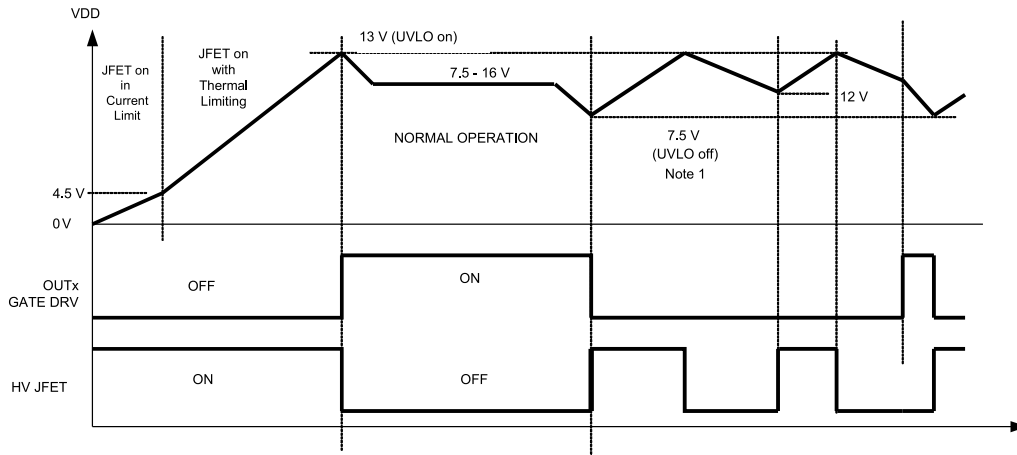 VDD
13 V (UVLO on)
JFET on
in
Current
Limit
JFET on
with
Thermal
Limiting
7.5 - 16 V
12 V
NORMAL OPERATION
7.5 V
(UVLO off)
Note 1
4.5 V
0 V
OUTx
GATE DRV
OFF
ON
HV JFET
ON
OFF